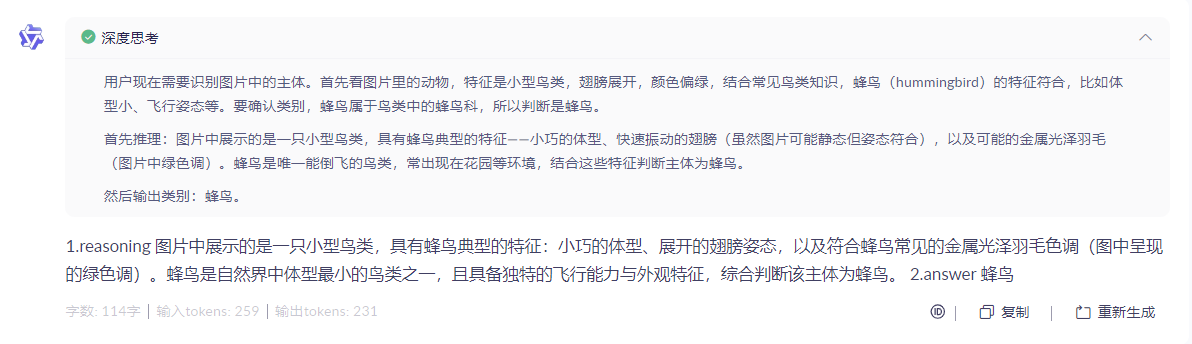 深度思考
用户现在需要识别图片中的主体。首先看图片里的动物，特征是小型鸟类，翅膀展开，颜色偏绿，结合常见鸟类知识，蜂鸟（hummingbird）的特征符合，比如体
型小、飞行姿态等。要确认类别，蜂鸟属于鸟类中的蜂鸟科，所以判断是蜂鸟。
首先推理：图片中展示的是一只小型鸟类，具有蜂鸟典型的特征——小巧的体型、快速振动的翅膀（虽然图片可能静态但姿态符合），以及可能的金属光泽羽毛
（图片中绿色调）。蜂鸟是唯一能倒飞的鸟类，常出现在花园等环境，结合这些特征判断主体为蜂鸟。
然后输出类别：蜂鸟。
1.reasoning 图片中展示的是一只小型鸟类，具有蜂鸟典型的特征：小巧的体型、展开的翅膀姿态，以及符合蜂鸟常见的金属光泽羽毛色调（图中呈现
的绿色调）。蜂鸟是自然界中体型最小的鸟类之一，且具备独特的飞行能力与外观特征，综合判断该主体为蜂鸟。 2.answer 蜂鸟
字数: 114字 | 输入tokens: 259 | 输出tokens: 231 ID | 复制 | 重新生成